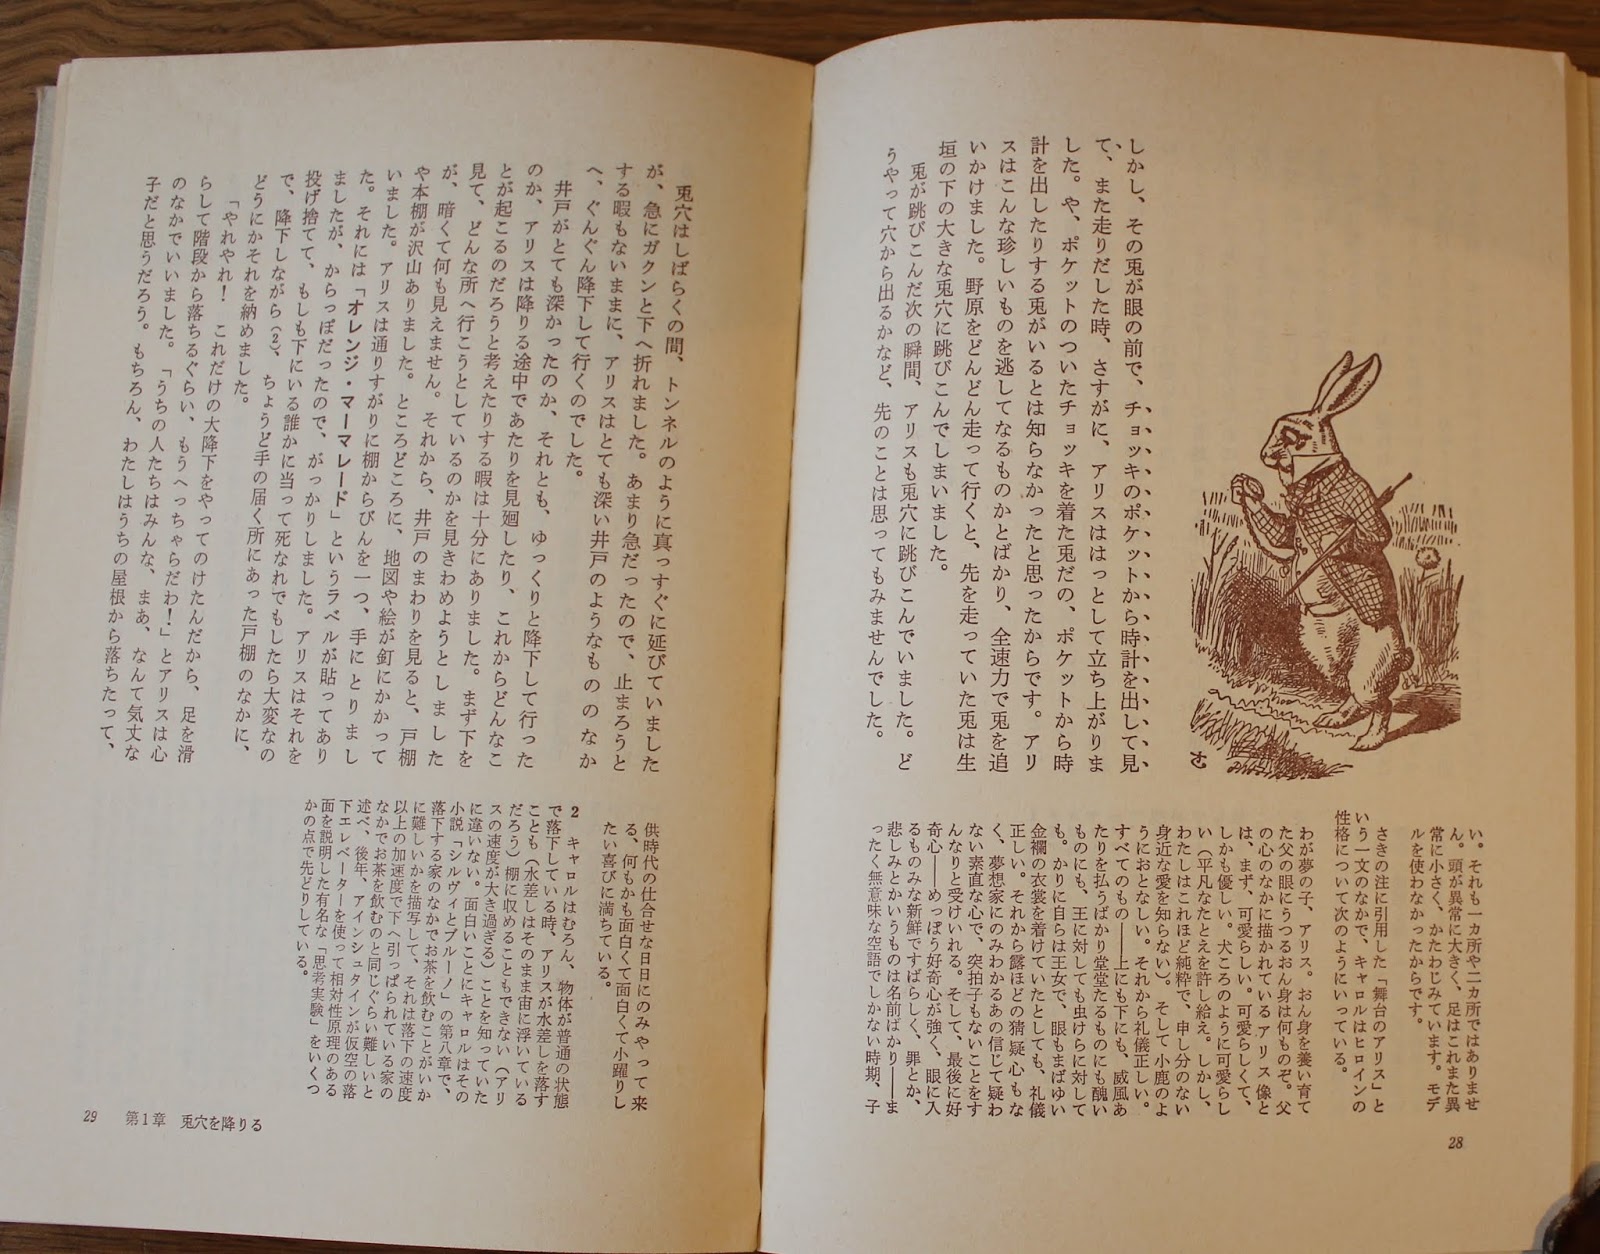 しかし、その兎が眼の前で、チョッキのポケットから時計を出して見
て、また走りだした時、さすがに、アリスははっとして立ち上がりま
した。や、ポケットのついたチョッキを着た兎だの、ポケットから時
計を出したりする兎がいるとは知らなかったと思ったからです。アリ
スはこんな珍しいものを逃してなるものかとばかり、全速力で兎を追
いかけました。野原をどんどん走って行くと、先を走っていた兎は生
垣の下の大きな兎穴に跳びこんでしまいました。
兎が跳びこんだ次の瞬間、アリスも兎穴に跳びこんでいました。ど
うやって穴から出るかなど、先のことは思ってもみませんでした。
い。それも一カ所や二カ所ではありませ
ん。頭が異常に大きく、足はこれまた異
常に小さく、かたわじみています。モデ
ルを使わなかったからです。
さきの注に引用した「舞台のアリス」と
いう一文のなかで、キャロルはヒロインの
性格について次のようにいっている。
わが夢の子、アリス。おん身を養い育て
た父の眼にうつるおん身は何ものぞ。父
の心のなかに描かれているアリス像と
は、まず、可愛らしい。可愛らしくて、
しかも優しい。犬ころのように可愛らし
い(平凡なたとえを許し給え。しかし、
わたしはこれほど純粋で、申し分のない
身近な愛を知らない)。そして小鹿のよ
うにおとなしい。それから礼儀正しい。
すべてのもの――上にも下にも、威風あ
たりを払うばかり堂堂たるものにも醜い
ものにも、王に対しても虫けらに対して
も。かりに自らは王女で、眼もまばゆい
金襴の衣裳を着けていたとしても、礼儀
正しい。それから露ほどの猜疑心もな
く、夢想家にのみわかるあの信じて疑わ
ない素直な心で、突拍子もないことをす
んなりと受けいれる。そして、最後に好
奇心――めっぽう好奇心が強く、眼に入
るものみな新鮮ですばらしく、罪とか、
悲しみとかいうものは名前ばかり――ま
ったく無意味な空語でしかない時期、子
28
兎穴はしばらくの間、トンネルのように真っすぐに延びていました
が、急にガクンと下へ折れました。あまり急だったので、止まろうと
する暇もないままに、アリスはとても深い井戸のようなもののなか
へ、ぐんぐん降下して行くのでした。
井戸がとても深かったのか、それとも、ゆっくりと降下して行った
のか、アリスは降りる途中であたりを見廻したり、これからどんなこ
とが起こるのだろうと考えたりする暇は十分にありました。まず下を
見て、どんな所へ行こうとしているのかを見きわめようとしました
が、暗くて何も見えません。それから、井戸のまわりを見ると、戸棚
や本棚が沢山ありました。ところどころに、地図や絵が釘にかかって
いました。アリスは通りすがりに棚からびんを一つ、手にとりまし
た。それには「オレンジ・マーマレード」というラベルが貼ってあり
ましたが、からっぽだったので、がっかりしました。アリスはそれを
投げ捨てて、もしも下にいる誰かに当って死なれでもしたら大変なの
で、降下しながら(2)、ちょうど手の届く所にあった戸棚のなかに、
どうにかそれを納めました。
「やれやれ! これだけの大降下をやってのけたんだから、足を滑
らして階段から落ちるぐらい、もうへっちゃらだわ!」とアリスは心
のなかでいいました。「うちの人たちはみんな、まあ、なんて気丈な
子だと思うだろう。もちろん、わたしはうちの屋根から落ちたって、
供時代の仕合せな日日にのみやって来
る、何もかも面白くて面白くて小躍りし
たい喜びに満ちている。
2 キャロルはむろん、物体が普通の状態
で落下している時、アリスが水差しを落す
ことも(水差しはそのまま宙に浮いている
だろう)棚に収めることもできない(アリ
スの速度が大き過ぎる)ことを知っていた
に違いない。面白いことにキャロルはその
小説「シルヴィとブルーノ」の第八章で、
落下する家のなかでお茶を飲むことがいか
に難しいかを描写して、それは落下の速度
以上の加速度で下へ引っぱられている家の
なかでお茶を飲むのと同じぐらい難しいと
述べ、後年、アインシュタインが仮空の落
下エレベーターを使って相対性原理のある
面を説明した有名な「思考実験」をいくつ
かの点で先どりしている。
29 第1章 兎穴を降りる